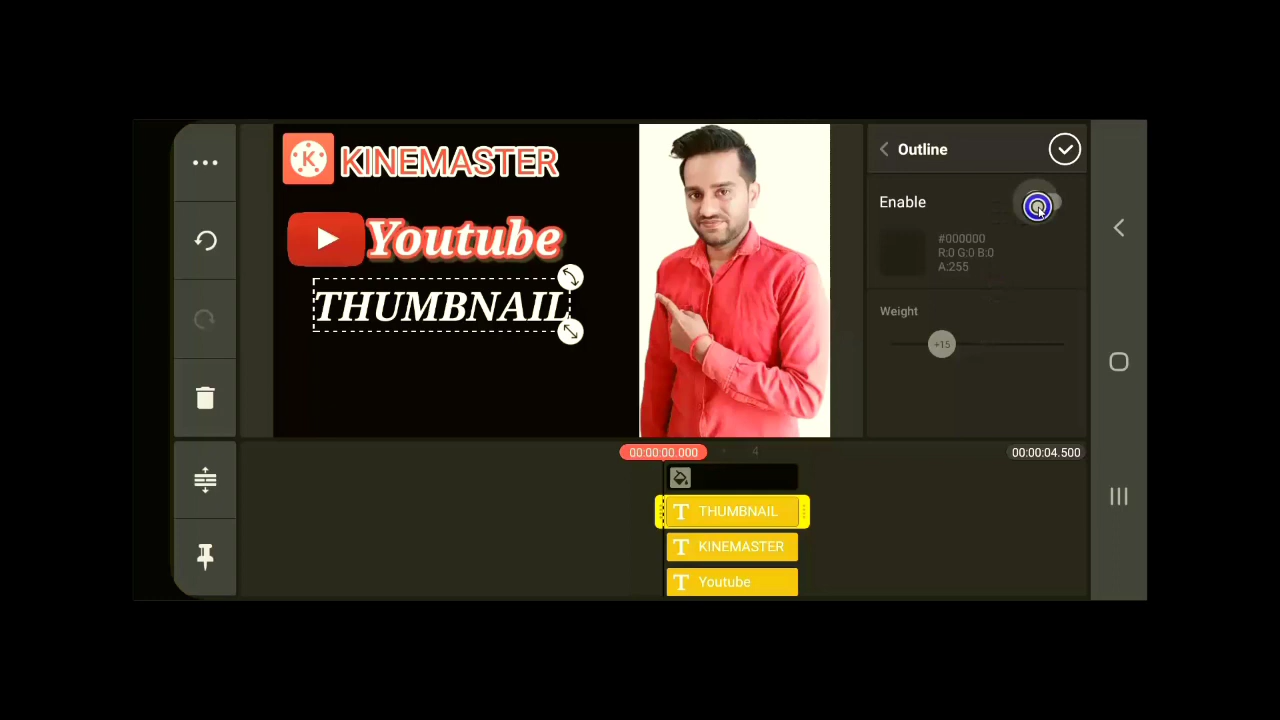 K KINEMASTER
Youtube
THUMBNAIL
Outline
Enable
#000000
R:0 G:0 B:0
A:255
Weight
+15
00:00:00.000
4
00:00:04.500
T THUMBNAIL
T KINEMASTER
T Youtube